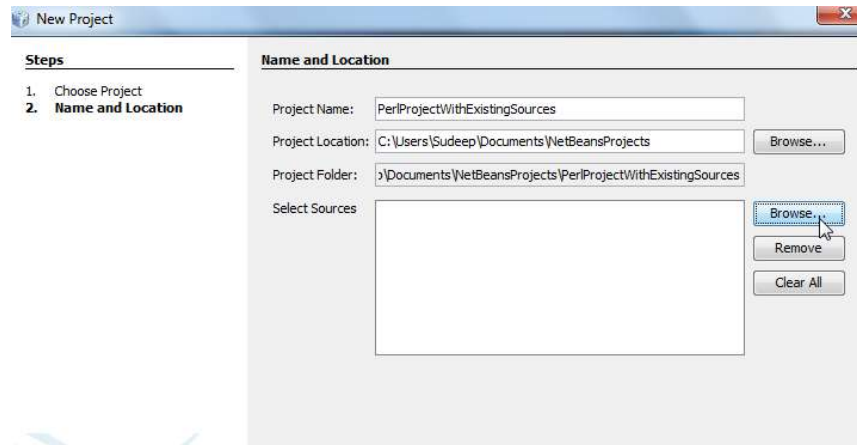 New Project
Steps
1. Choose Project
2. Name and Location
Name and Location
Project Name: PerlProjectWithExistingSources
Project Location: C:\Users\Sudeep\Documents\NetBeansProjects Browse...
Project Folder: \Documents\NetBeansProjects\PerlProjectWithExistingSources
Select Sources Browse...
Remove
Clear All